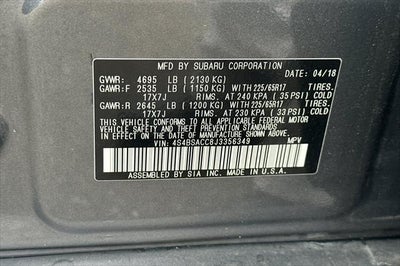 MFD BY SUBARU CORPORATION DATE: 04/18
GVWR: 4695 LB (2130 KG)
GAWR:F 2535 LB (1150 KG) WITH 225/65R17 TIRES,
17X7J RIMS, AT 240 KPA (35 PSI) COLD
GAWR:R 2645 LB (1200 KG) WITH 225/65R17 TIRES,
17X7J RIMS, AT 230 KPA (33 PSI) COLD
THIS VEHICLE CONFORMS TO ALL APPLICABLE FEDERAL MOTOR
VEHICLE SAFETY AND BUMPER STANDARDS
IN EFFECT ON THE DATE OF MANUFACTURE SHOWN ABOVE.
VIN: 4S4BSACC8J3356349 MPV
ASSEMBLED BY SIA INC. IN U.S.A.